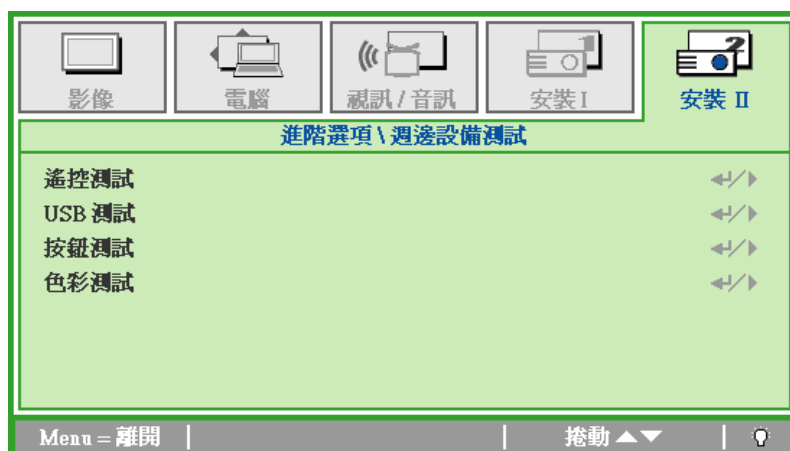 影像 電腦 視訊 / 音訊 安裝 I 安裝 II
進階選項 \ 週邊設備測試
遙控測試
USB 測試
按鈕測試
色彩測試
Menu = 離開 捲動